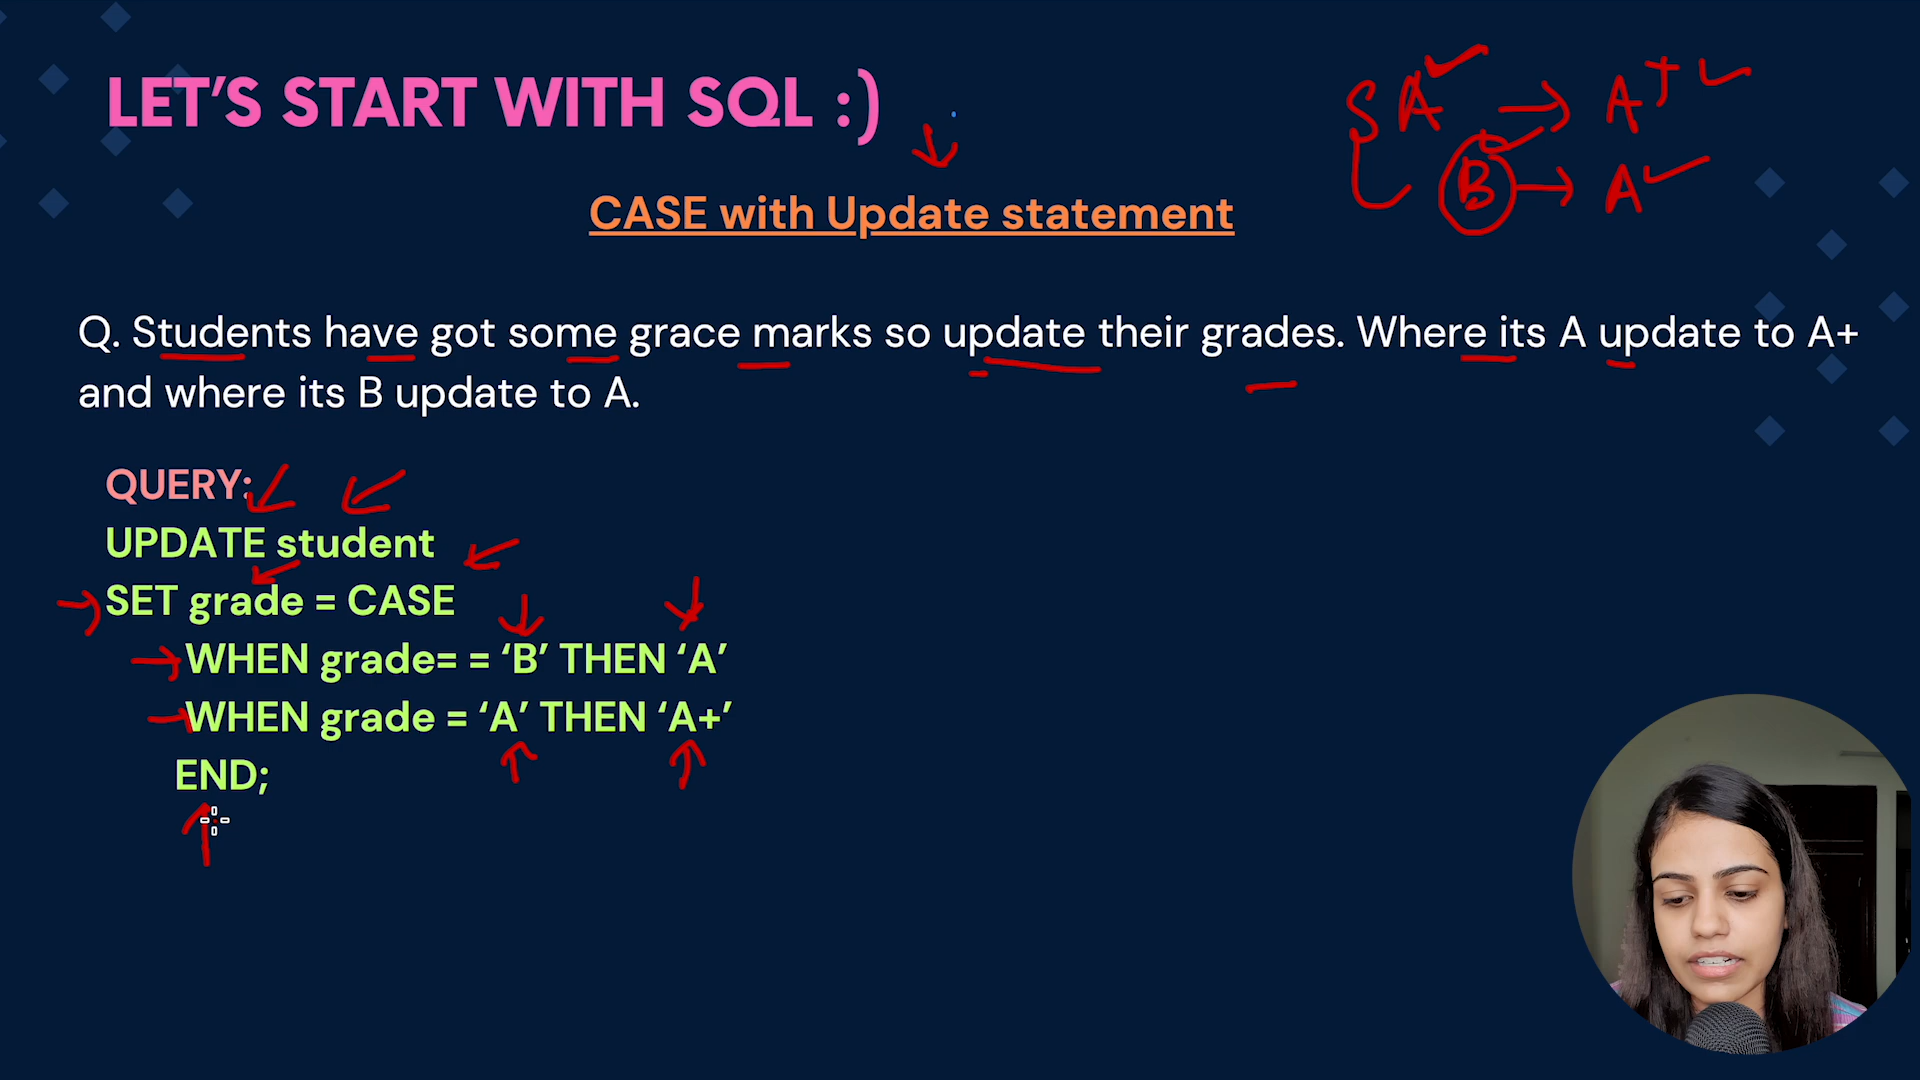 LET'S START WITH SQL :)
SA → A+
B → A
CASE with Update statement
Q. Students have got some grace marks so update their grades. Where its A update to A+
and where its B update to A.
QUERY:
UPDATE student
SET grade = CASE
WHEN grade= = ‘B’ THEN ‘A’
WHEN grade = ‘A’ THEN ‘A+’
END;